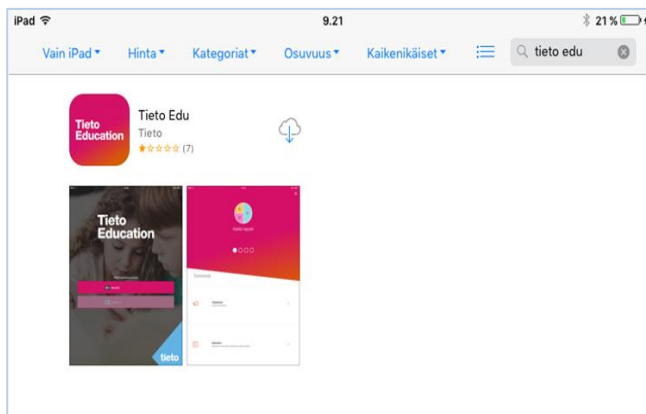 iPad 9.21 21 %
Vain iPad Hinta Kategoriat Osuvuus Kaikenikäiset tieto edu
Tieto
Education
Tieto Edu
Tieto
(7)
Tieto
Education
tieto